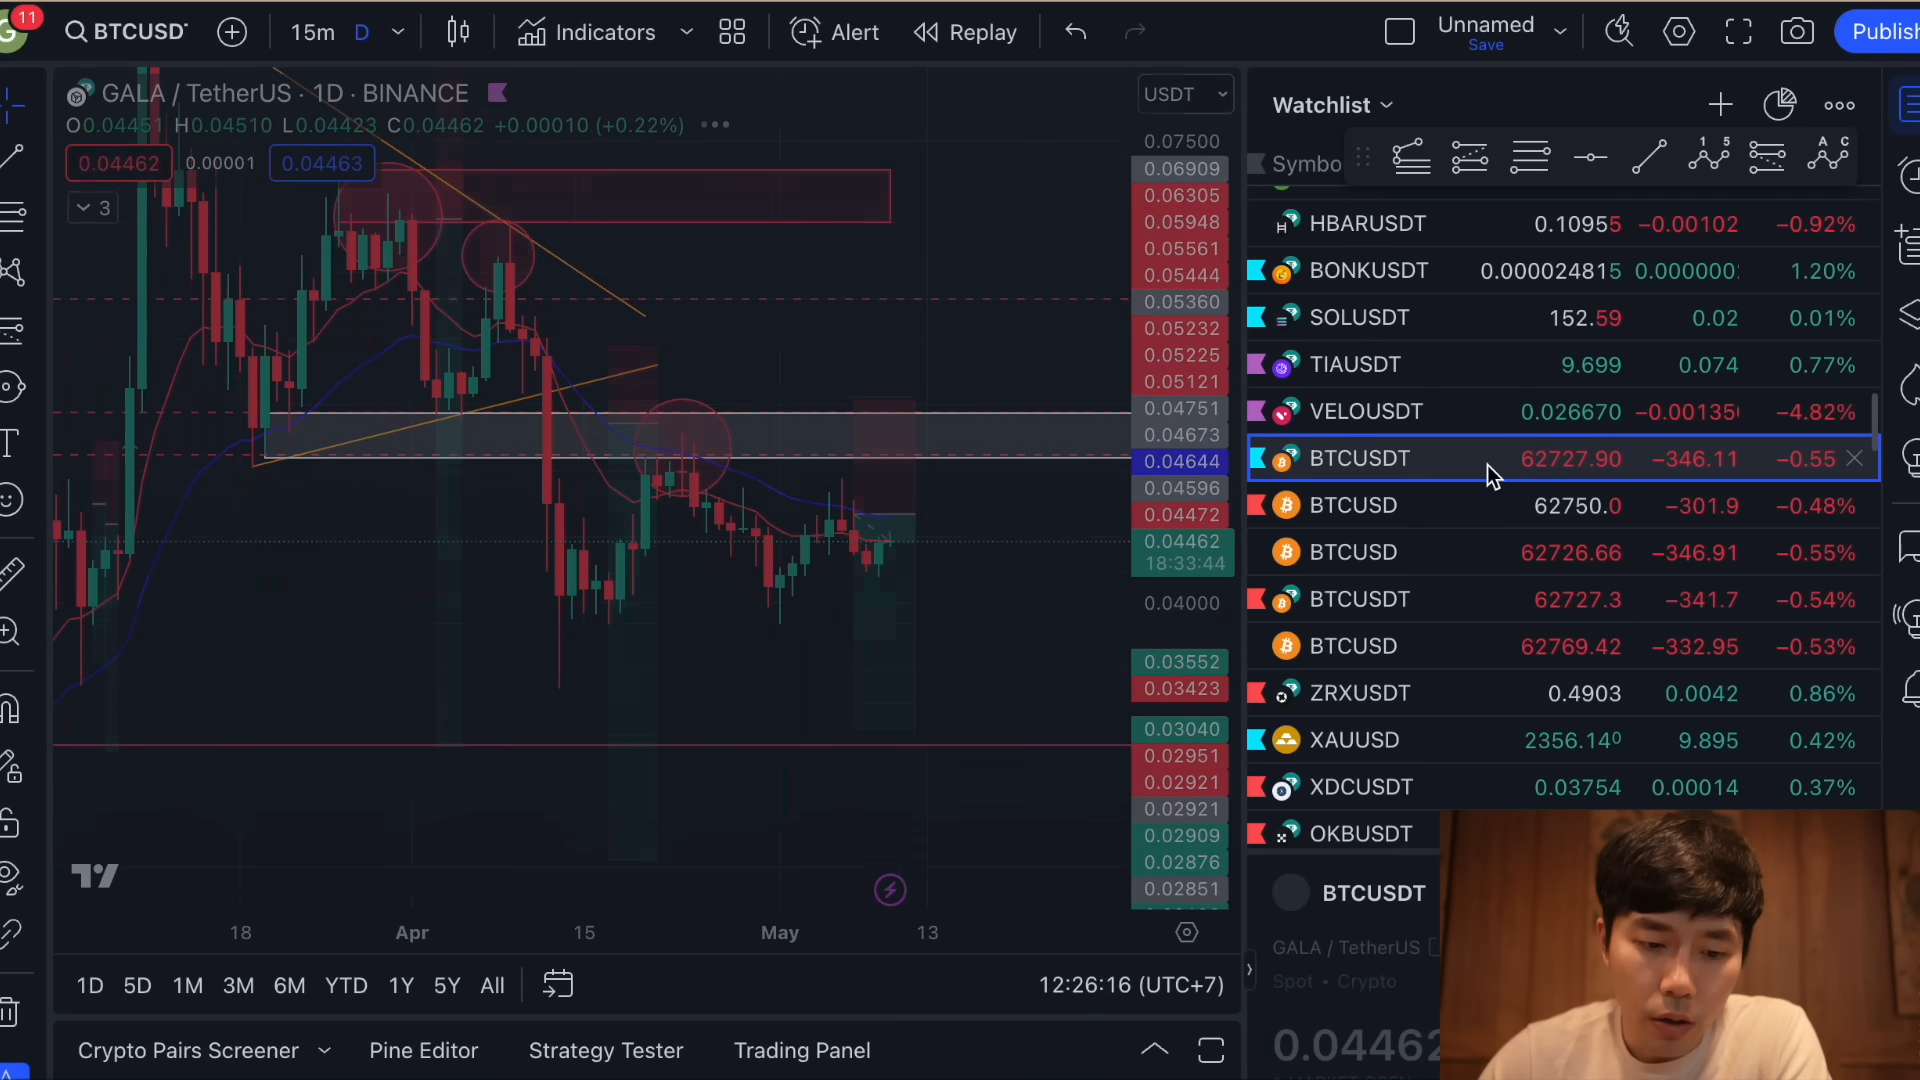 11
G
BTCUSDT
15m D
Indicators
Alert
Replay
Unnamed
Save
Publish
GALA / TetherUS · 1D · BINANCE
O0.04451 H0.04510 L0.04423 C0.04462 +0.00010 (+0.22%)
0.04462 0.00001 0.04463
3
USDT
0.07500
0.06909
0.06305
0.05948
0.05561
0.05444
0.05360
0.05232
0.05225
0.05121
0.04751
0.04673
0.04644
0.04596
0.04472
0.04462
18:33:44
0.04000
0.03552
0.03423
0.03040
0.02951
0.02921
0.02921
0.02909
0.02876
0.02851
18 Apr 15 May 13
1D 5D 1M 3M 6M YTD 1Y 5Y All
12:26:16 (UTC+7)
Crypto Pairs Screener Pine Editor Strategy Tester Trading Panel
Watchlist
Symbo
1 5
A C
HBARUSDT 0.10955 −0.00102 −0.92%
BONKUSDT 0.000024815 0.000000 1.20%
SOLUSDT 152.59 0.02 0.01%
TIAUSDT 9.699 0.074 0.77%
VELOUSDT 0.026670 −0.00135 −4.82%
BTCUSDT 62727.90 −346.11 −0.55
BTCUSD 62750.0 −301.9 −0.48%
BTCUSD 62726.66 −346.91 −0.55%
BTCUSDT 62727.3 −341.7 −0.54%
BTCUSD 62769.42 −332.95 −0.53%
ZRXUSDT 0.4903 0.0042 0.86%
XAUUSD 2356.140 9.895 0.42%
XDCUSDT 0.03754 0.00014 0.37%
OKBUSDT
BTCUSDT
GALA / TetherUS
Spot • Crypto
0.04462